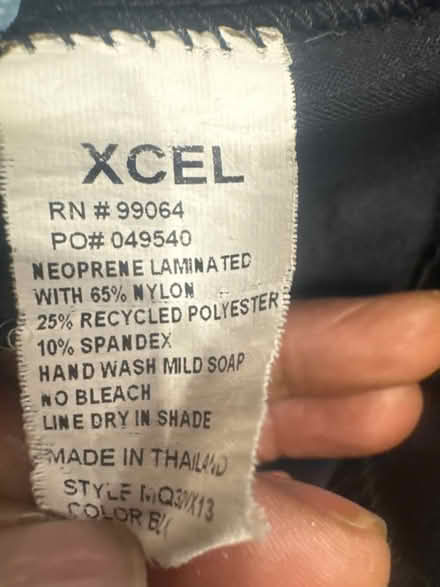 XCEL
RN # 99064
PO# 049540
NEOPRENE LAMINATED
WITH 65% NYLON
25% RECYCLED POLYESTER
10% SPANDEX
HAND WASH MILD SOAP
NO BLEACH
LINE DRY IN SHADE
MADE IN THAILAND
STYLE
COLOR